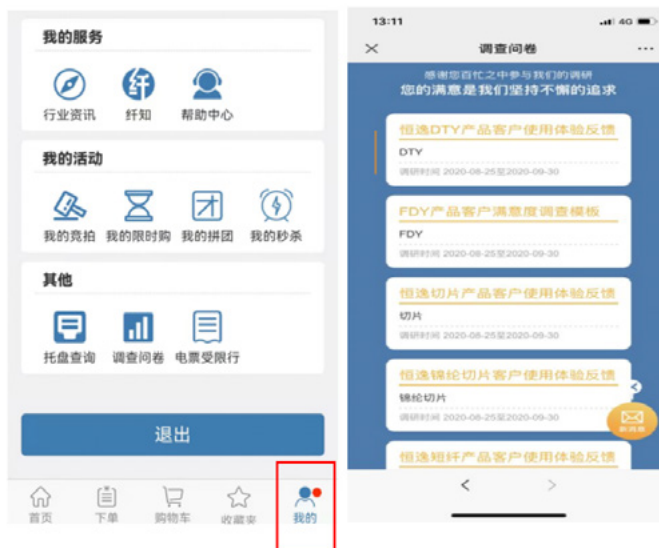 我的服务
行业资讯
纤知
帮助中心
我的活动
我的竞拍
我的限时购
我的拼团
我的秒杀
其他
托盘查询
调查问卷
电票受限行
退出
首页
下单
购物车
收藏夹
我的
13:11
4G
调查问卷
感谢您百忙之中参与我们的调研
您的满意是我们坚持不懈的追求
恒逸DTY产品客户使用体验反馈
DTY
调研时间 2020-08-25至2020-09-30
FDY产品客户满意度调查模板
FDY
调研时间 2020-08-25至2020-09-30
恒逸切片产品客户使用体验反馈
切片
调研时间 2020-08-25至2020-09-30
恒逸锦纶切片客户使用体验反馈
锦纶切片
调研时间 2020-08-25至2020-09-30
恒逸短纤产品客户使用体验反馈